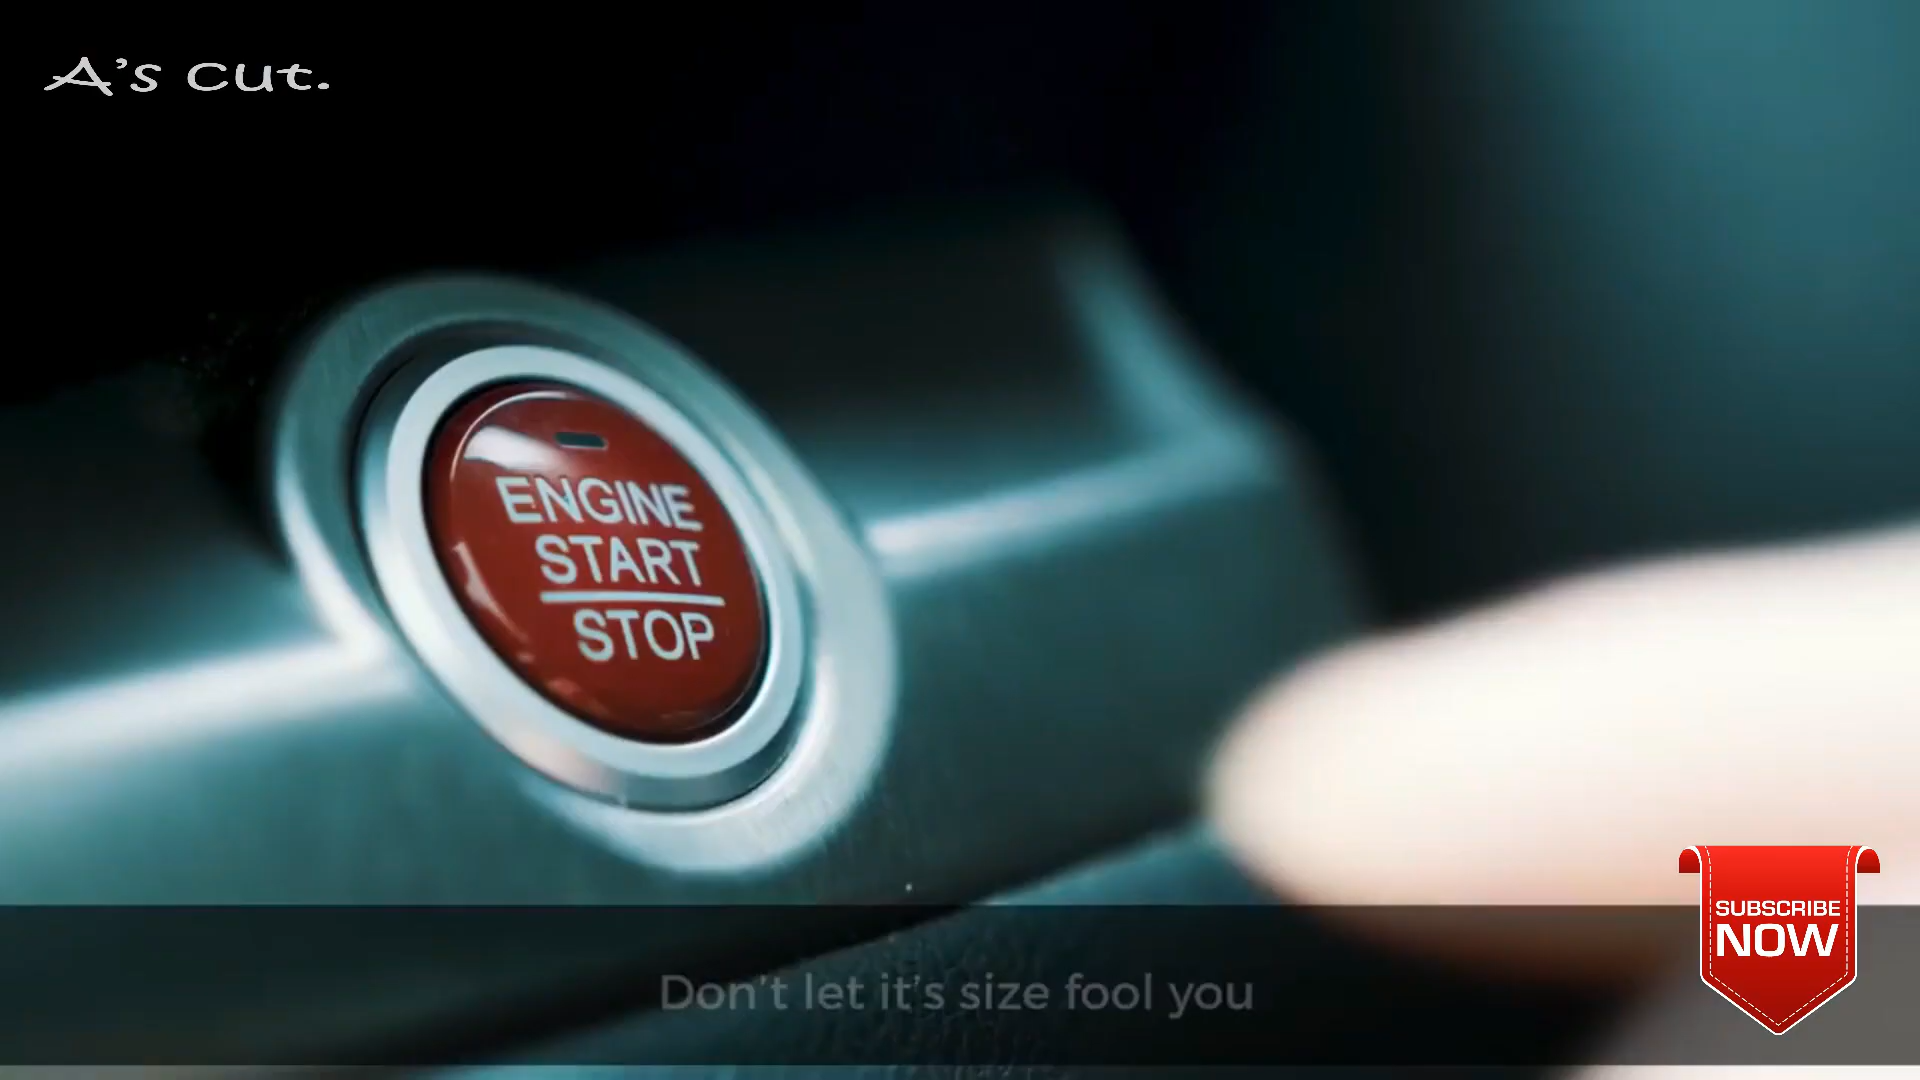 A's cut.
ENGINE
START
STOP
SUBSCRIBE
NOW
Don't let it's size fool you